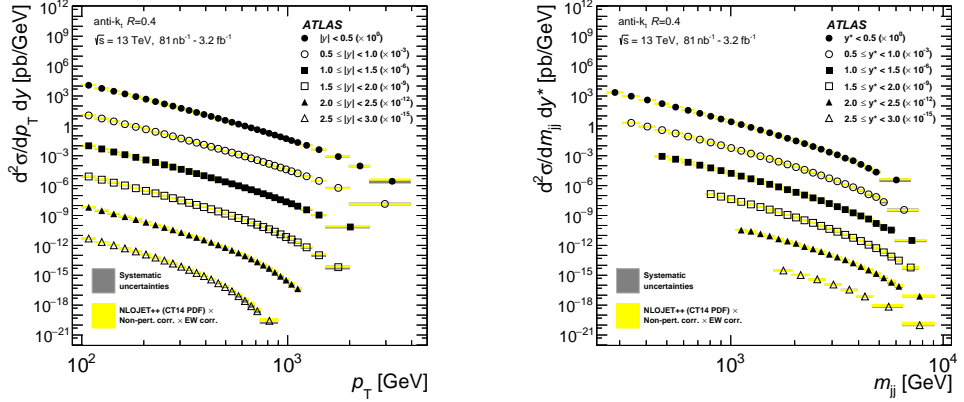 anti-kₜ R=0.4
√s = 13 TeV, 81 nb⁻¹ - 3.2 fb⁻¹
ATLAS
|y| < 0.5 (× 10⁰)
0.5 ≤ |y| < 1.0 (× 10⁻³)
1.0 ≤ |y| < 1.5 (× 10⁻⁶)
1.5 ≤ |y| < 2.0 (× 10⁻⁹)
2.0 ≤ |y| < 2.5 (× 10⁻¹²)
2.5 ≤ |y| < 3.0 (× 10⁻¹⁵)
d²σ/dp_T dy [pb/GeV]
10¹²
10⁹
10⁶
10³
1
10⁻³
10⁻⁶
10⁻⁹
10⁻¹²
10⁻¹⁵
10⁻¹⁸
10⁻²¹
Systematic
uncertainties
NLOJET++ (CT14 PDF) ×
Non-pert. corr. × EW corr.
10² 10³
p_T [GeV]
anti-kₜ R=0.4
√s = 13 TeV, 81 nb⁻¹ - 3.2 fb⁻¹
ATLAS
y* < 0.5 (× 10⁰)
0.5 ≤ y* < 1.0 (× 10⁻³)
1.0 ≤ y* < 1.5 (× 10⁻⁶)
1.5 ≤ y* < 2.0 (× 10⁻⁹)
2.0 ≤ y* < 2.5 (× 10⁻¹²)
2.5 ≤ y* < 3.0 (× 10⁻¹⁵)
d²σ/dm_jj dy* [pb/GeV]
10¹²
10⁹
10⁶
10³
1
10⁻³
10⁻⁶
10⁻⁹
10⁻¹²
10⁻¹⁵
10⁻¹⁸
10⁻²¹
Systematic
uncertainties
NLOJET++ (CT14 PDF) ×
Non-pert. corr. × EW corr.
10³ 10⁴
m_jj [GeV]